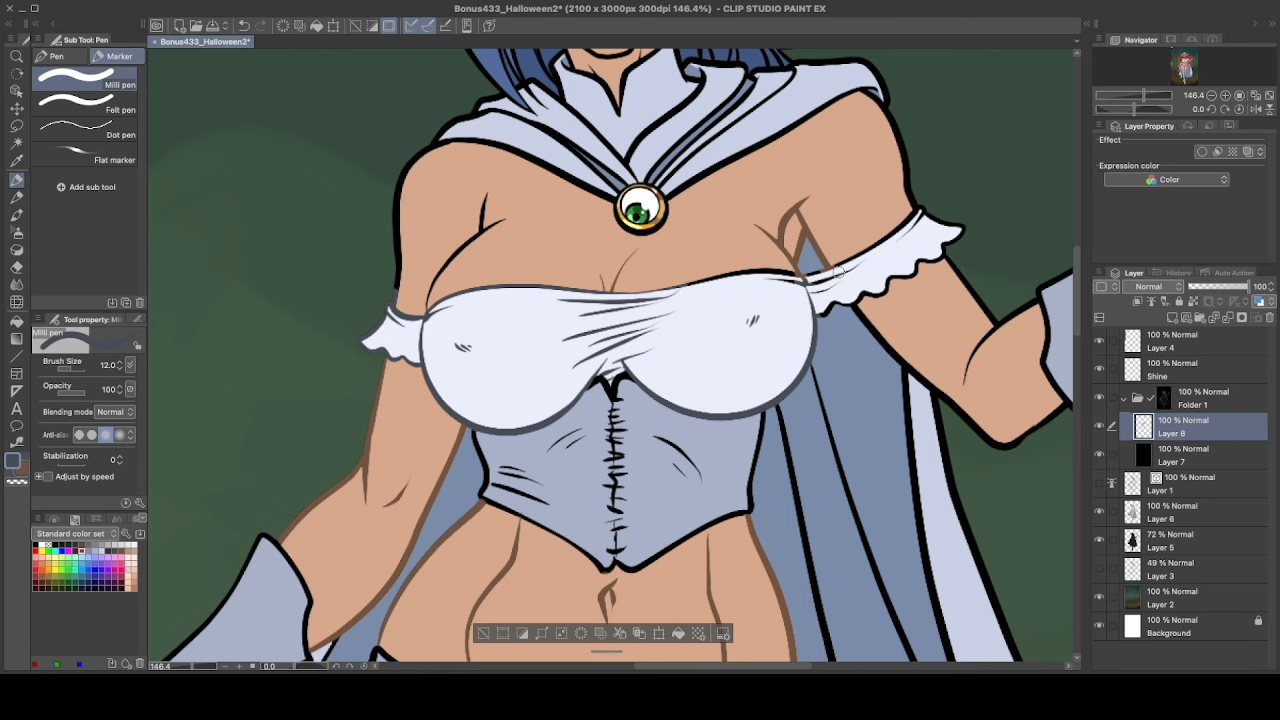 Bonus433_Halloween2* (2100 x 3000px 300dpi 146.4%) - CLIP STUDIO PAINT EX
Sub Tool: Pen
Bonus433_Halloween2*
Navigator
Pen
Marker
Milli pen
Felt pen
Dot pen
Flat marker
Add sub tool
146.4
0.0
Layer Property
Effect
Expression color
Color
Layer
History
Auto Action
Normal
100
100 % Normal
Layer 4
100 % Normal
Shine
100 % Normal
Folder 1
100 % Normal
Layer 8
100 % Normal
Layer 7
100 % Normal
Layer 1
100 % Normal
Layer 6
72 % Normal
Layer 5
49 % Normal
Layer 3
100 % Normal
Layer 2
100 % Normal
Background
Tool property: Mi
Milli pen
Brush Size
12.0
Opacity
100
Blending mode
Normal
Anti-alia
Stabilization
0
Adjust by speed
Standard color set
146.4
0.0